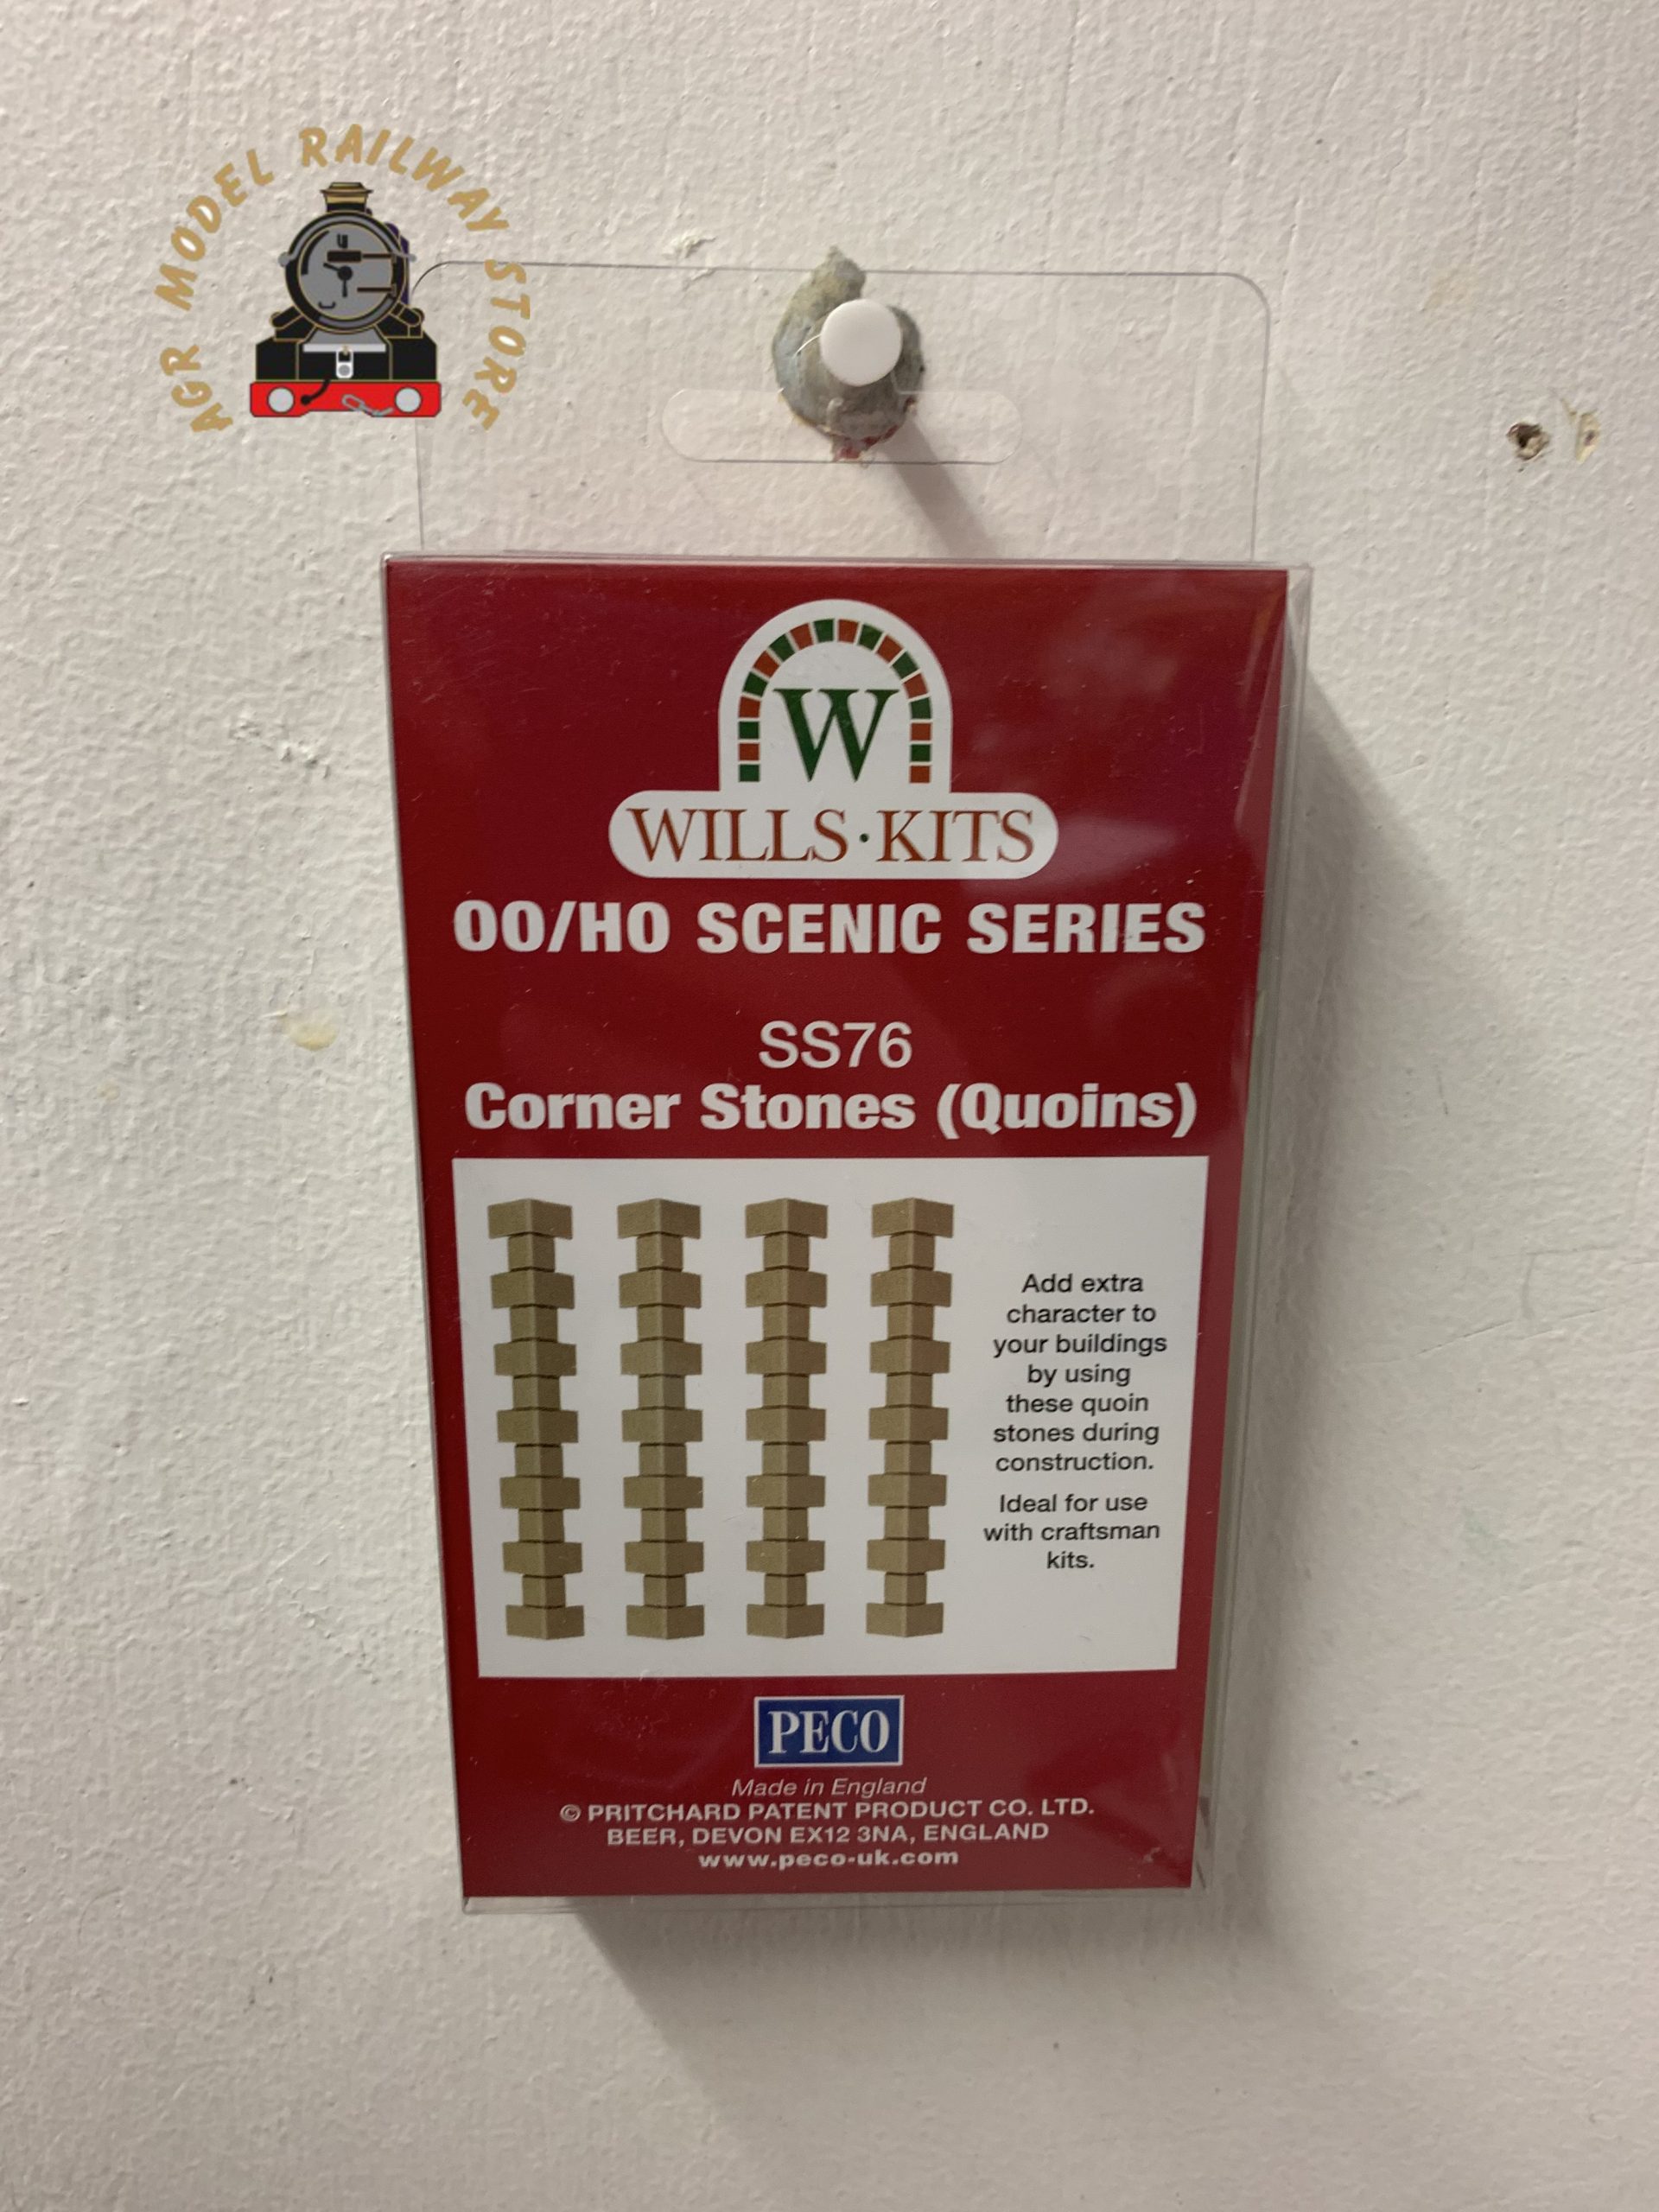 AGR MODEL RAILWAY STORE
W
WILLS·KITS
OO/HO SCENIC SERIES
SS76
Corner Stones (Quoins)
Add extra
character to
your buildings
by using
these quoin
stones during
construction.
Ideal for use
with craftsman
kits.
PECO
Made in England
© PRITCHARD PATENT PRODUCT CO. LTD.
BEER, DEVON EX12 3NA, ENGLAND
www.peco-uk.com